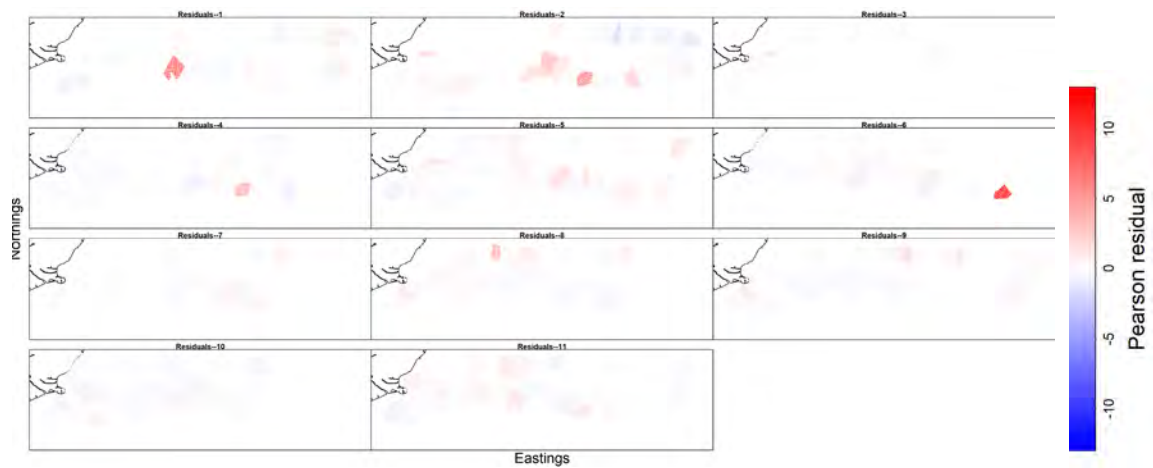 Residuals--1
Residuals--2
Residuals--3
Residuals--4
Residuals--5
Residuals--6
Residuals--7
Residuals--8
Residuals--9
Residuals--10
Residuals--11
Northings
Eastings
10
5
0
-5
-10
Pearson residual